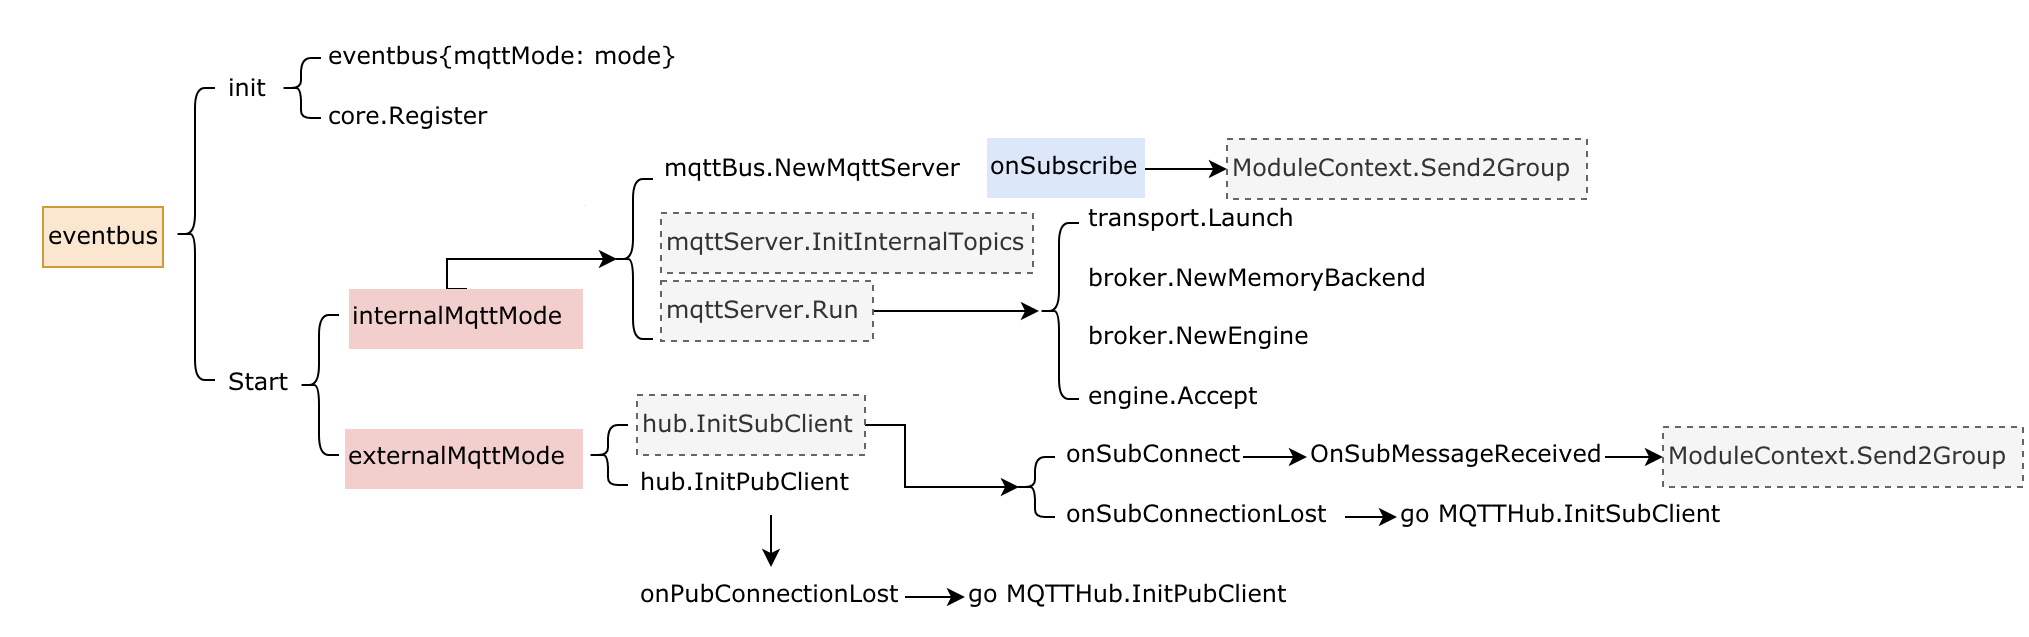 eventbus{mqttMode: mode}
init
core.Register
mqttBus.NewMqttServer
onSubscribe
ModuleContext.Send2Group
transport.Launch
eventbus
mqttServer.InitInternalTopics
broker.NewMemoryBackend
internalMqttMode
mqttServer.Run
broker.NewEngine
Start
engine.Accept
hub.InitSubClient
externalMqttMode
onSubConnect
OnSubMessageReceived
ModuleContext.Send2Group
hub.InitPubClient
onSubConnectionLost
go MQTTHub.InitSubClient
onPubConnectionLost
go MQTTHub.InitPubClient